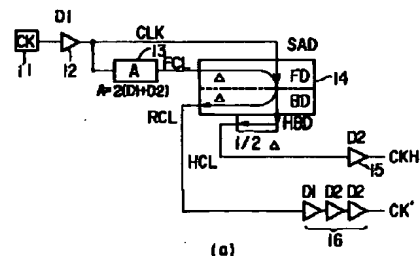 D1
CLK
SAD
CK
13
11
12
A
FCL
Δ
FD
14
A=2(D1+D2)
Δ
BD
RCL
HBD
1/2 Δ
HCL
D2
CKH
15
D1 D2 D2
CK'
16
(a)